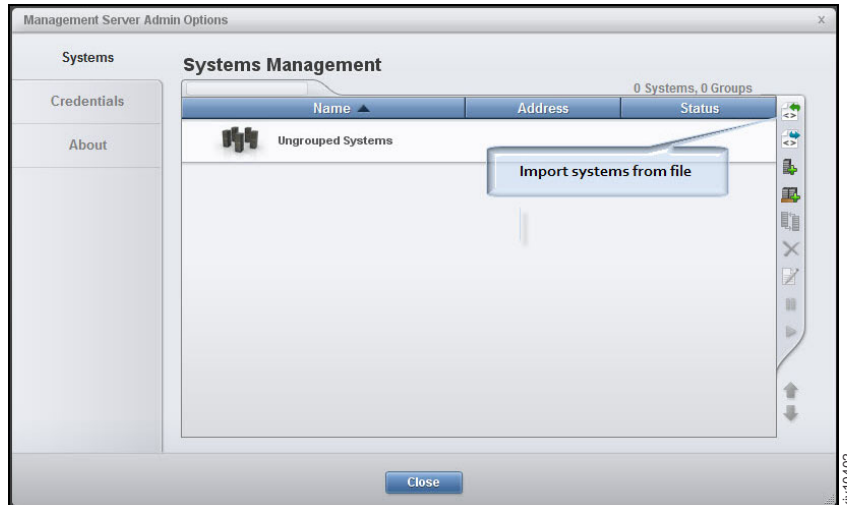 Management Server Admin Options
x
Systems
Credentials
About
Systems Management
0 Systems, 0 Groups
Name Address Status
Ungrouped Systems
Import systems from file
Close